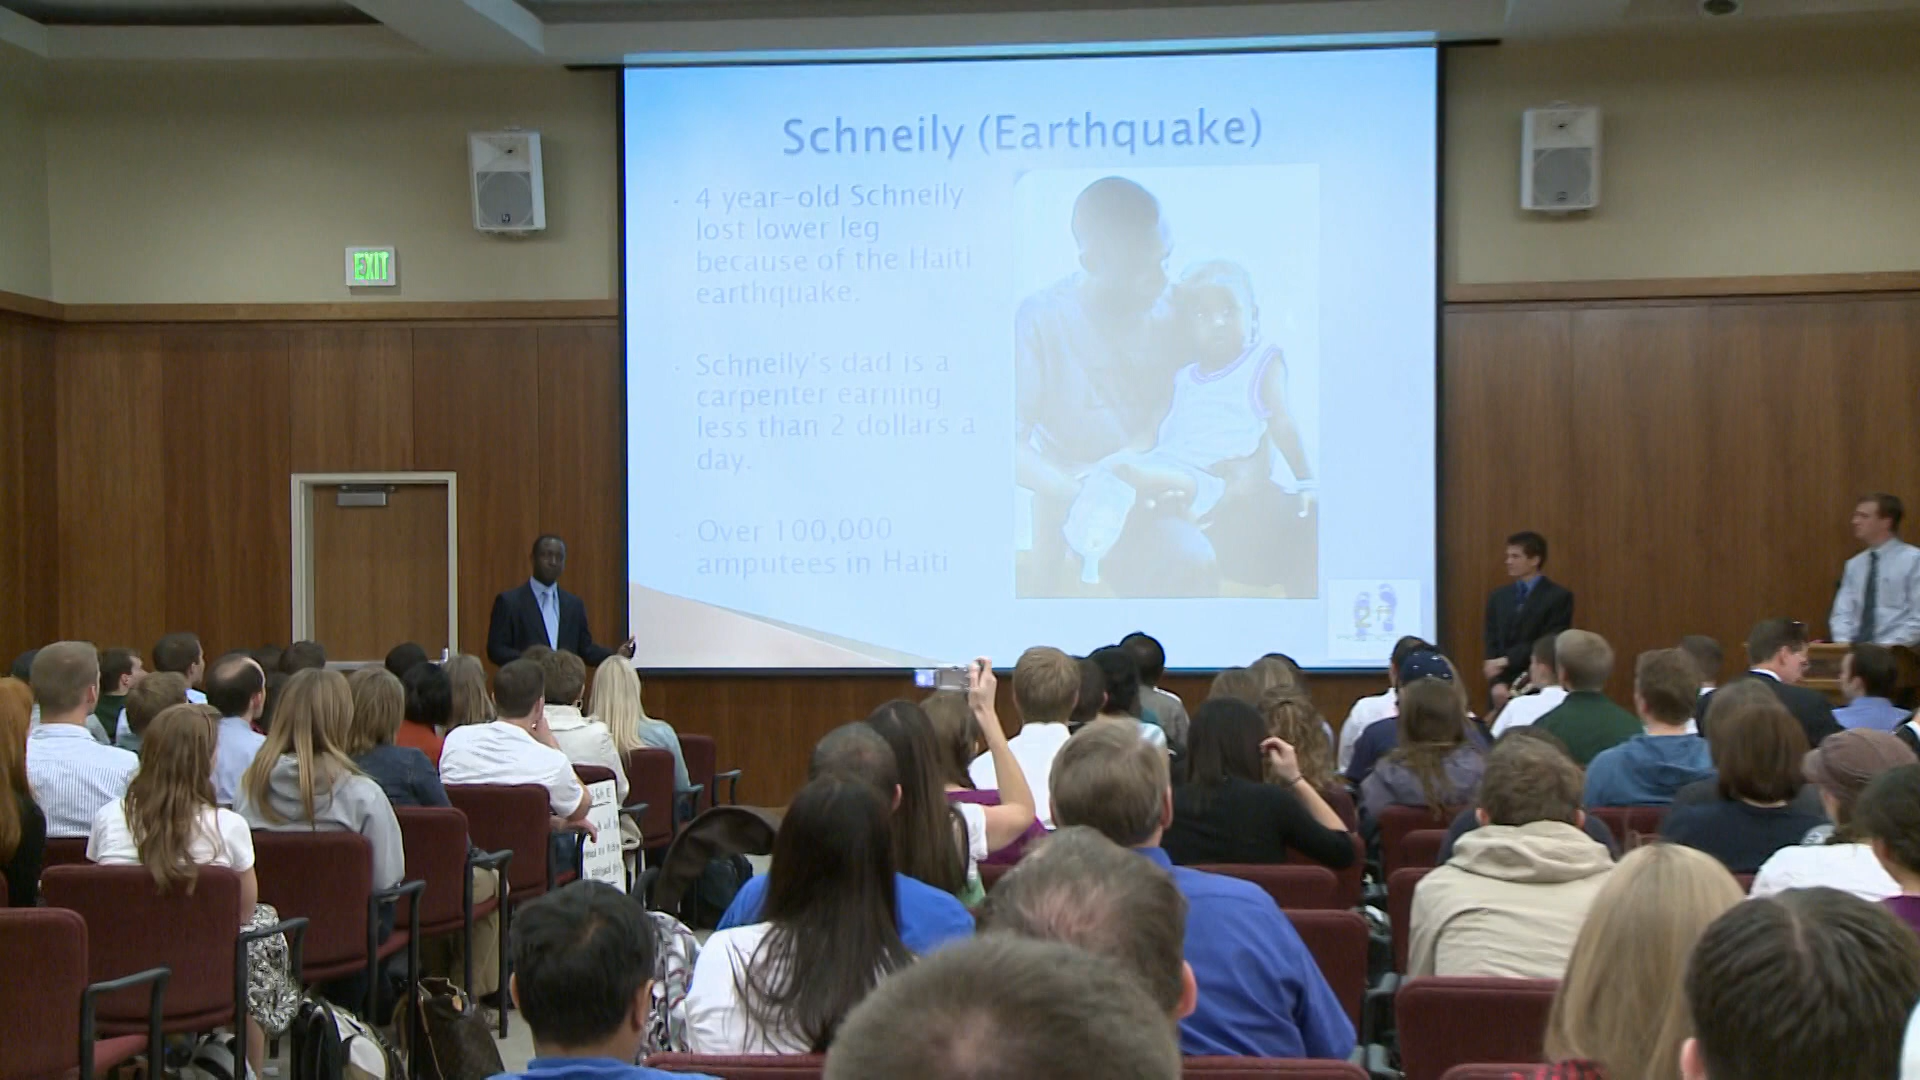 Schneily (Earthquake)
EXIT
• 4 year-old Schneily
lost lower leg
because of the Haiti
earthquake.
• Schneily's dad is a
carpenter earning
less than 2 dollars a
day.
• Over 100,000
amputees in Haiti